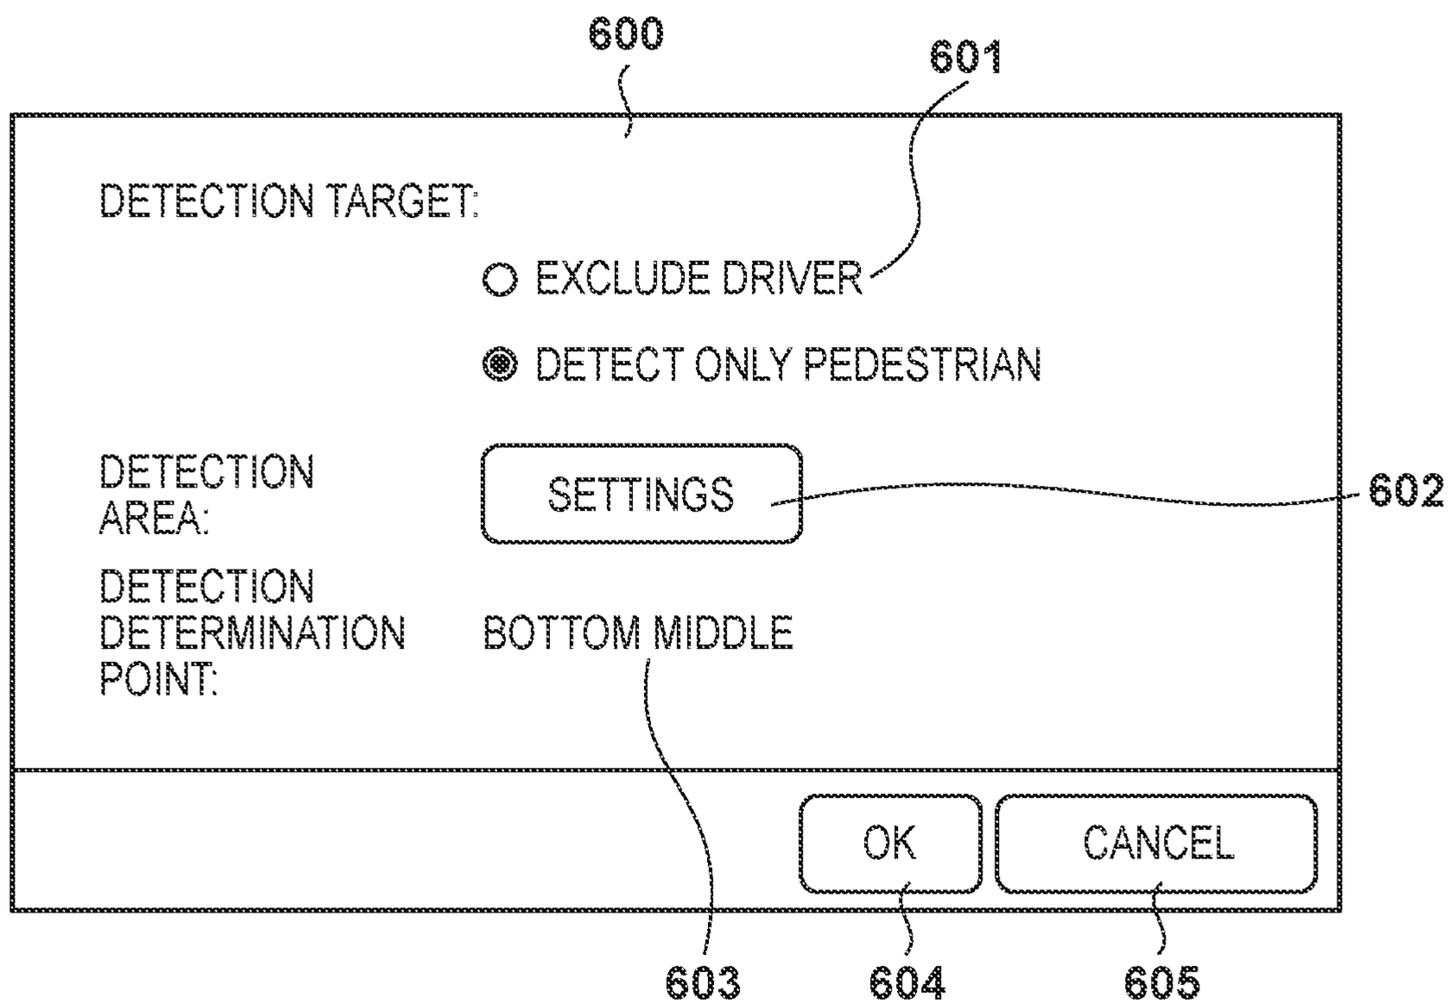 600
601
DETECTION TARGET:
EXCLUDE DRIVER
DETECT ONLY PEDESTRIAN
DETECTION
AREA:
SETTINGS
602
DETECTION
DETERMINATION
POINT:
BOTTOM MIDDLE
OK
CANCEL
603
604
605